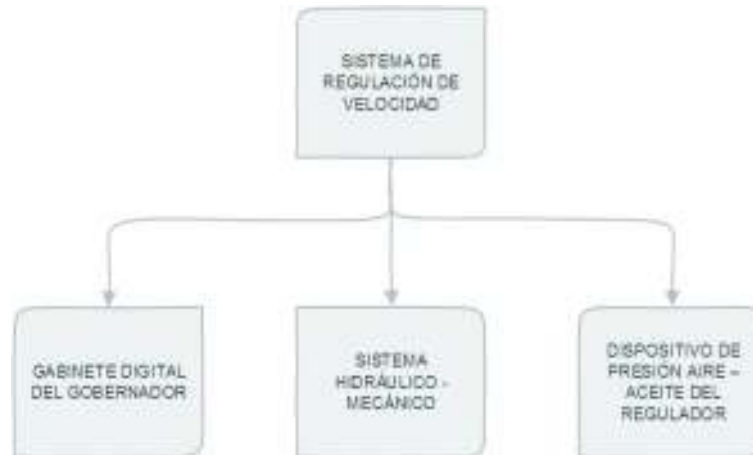 SISTEMA DE
REGULACIÓN DE
VELOCIDAD
GABINETE DIGITAL
DEL GOBERNADOR
SISTEMA
HIDRÁULICO -
MECÁNICO
DISPOSITIVO DE
PRESIÓN AIRE –
ACEITE DEL
REGULADOR